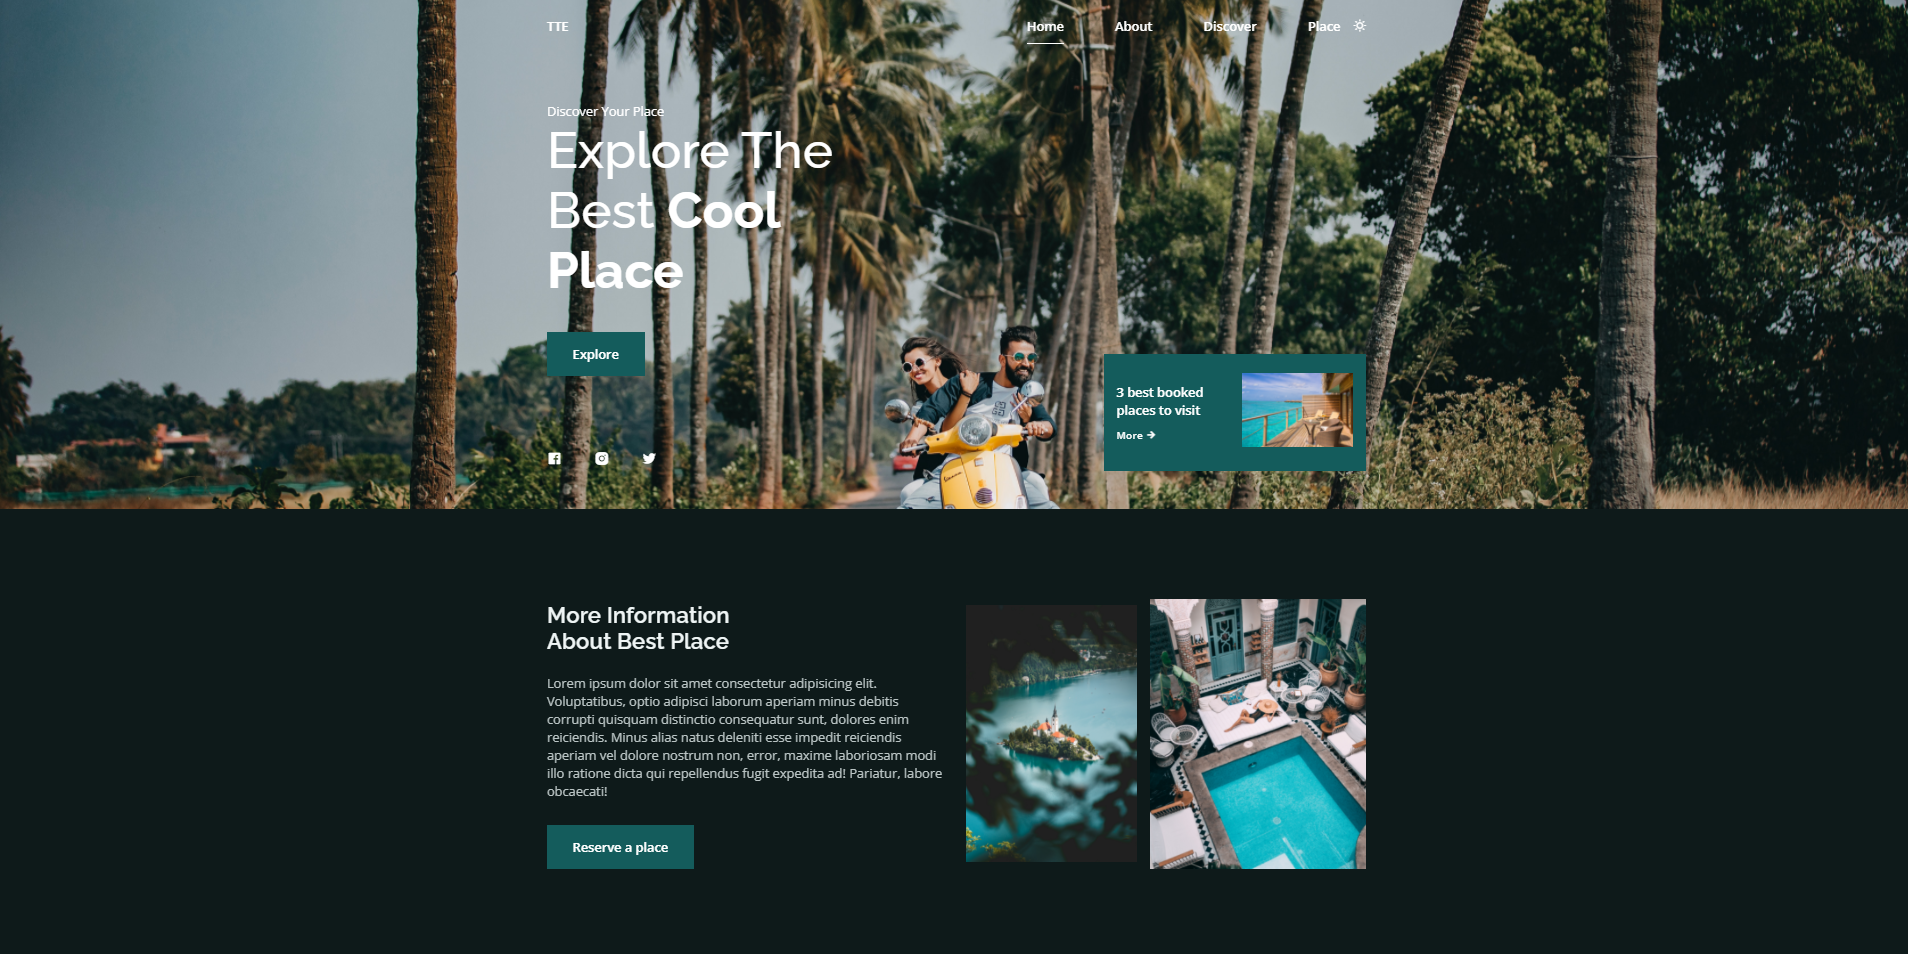 TTE
Home About Discover Place
Discover Your Place
Explore The
Best Cool
Place
Explore
3 best booked
places to visit
More →
More Information
About Best Place
Lorem ipsum dolor sit amet consectetur adipisicing elit.
Voluptatibus, optio adipisci laborum aperiam minus debitis
corrupti quisquam distinctio consequatur sunt, dolores enim
reiciendis. Minus alias natus deleniti esse impedit reiciendis
aperiam vel dolore nostrum non, error, maxime laboriosam modi
illo ratione dicta qui repellendus fugit expedita ad! Pariatur, labore
obcaecati!
Reserve a place